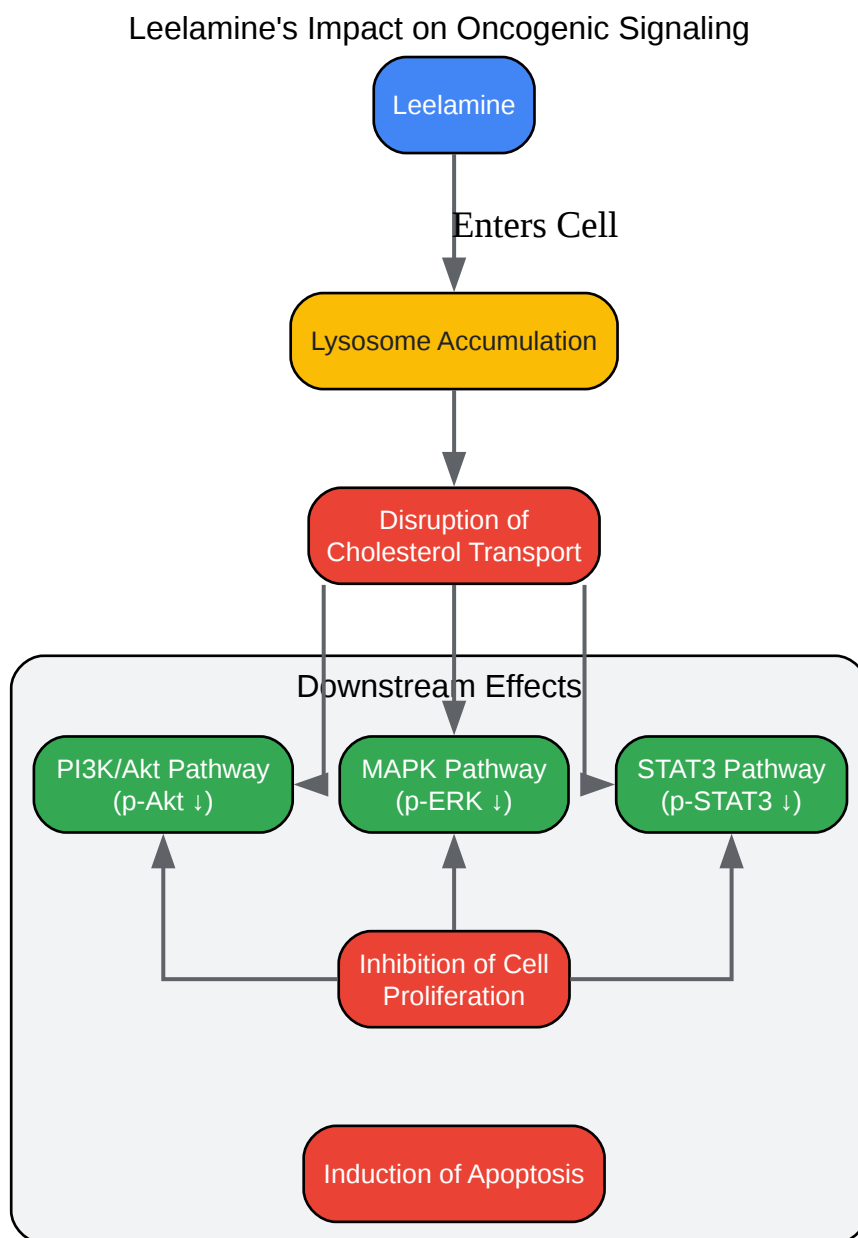 Leelamine's Impact on Oncogenic Signaling
Leelamine
Enters Cell
Lysosome Accumulation
Disruption of
Cholesterol Transport
Downstream Effects
PI3K/Akt Pathway
(p-Akt ↓)
MAPK Pathway
(p-ERK ↓)
STAT3 Pathway
(p-STAT3 ↓)
Inhibition of Cell
Proliferation
Induction of Apoptosis